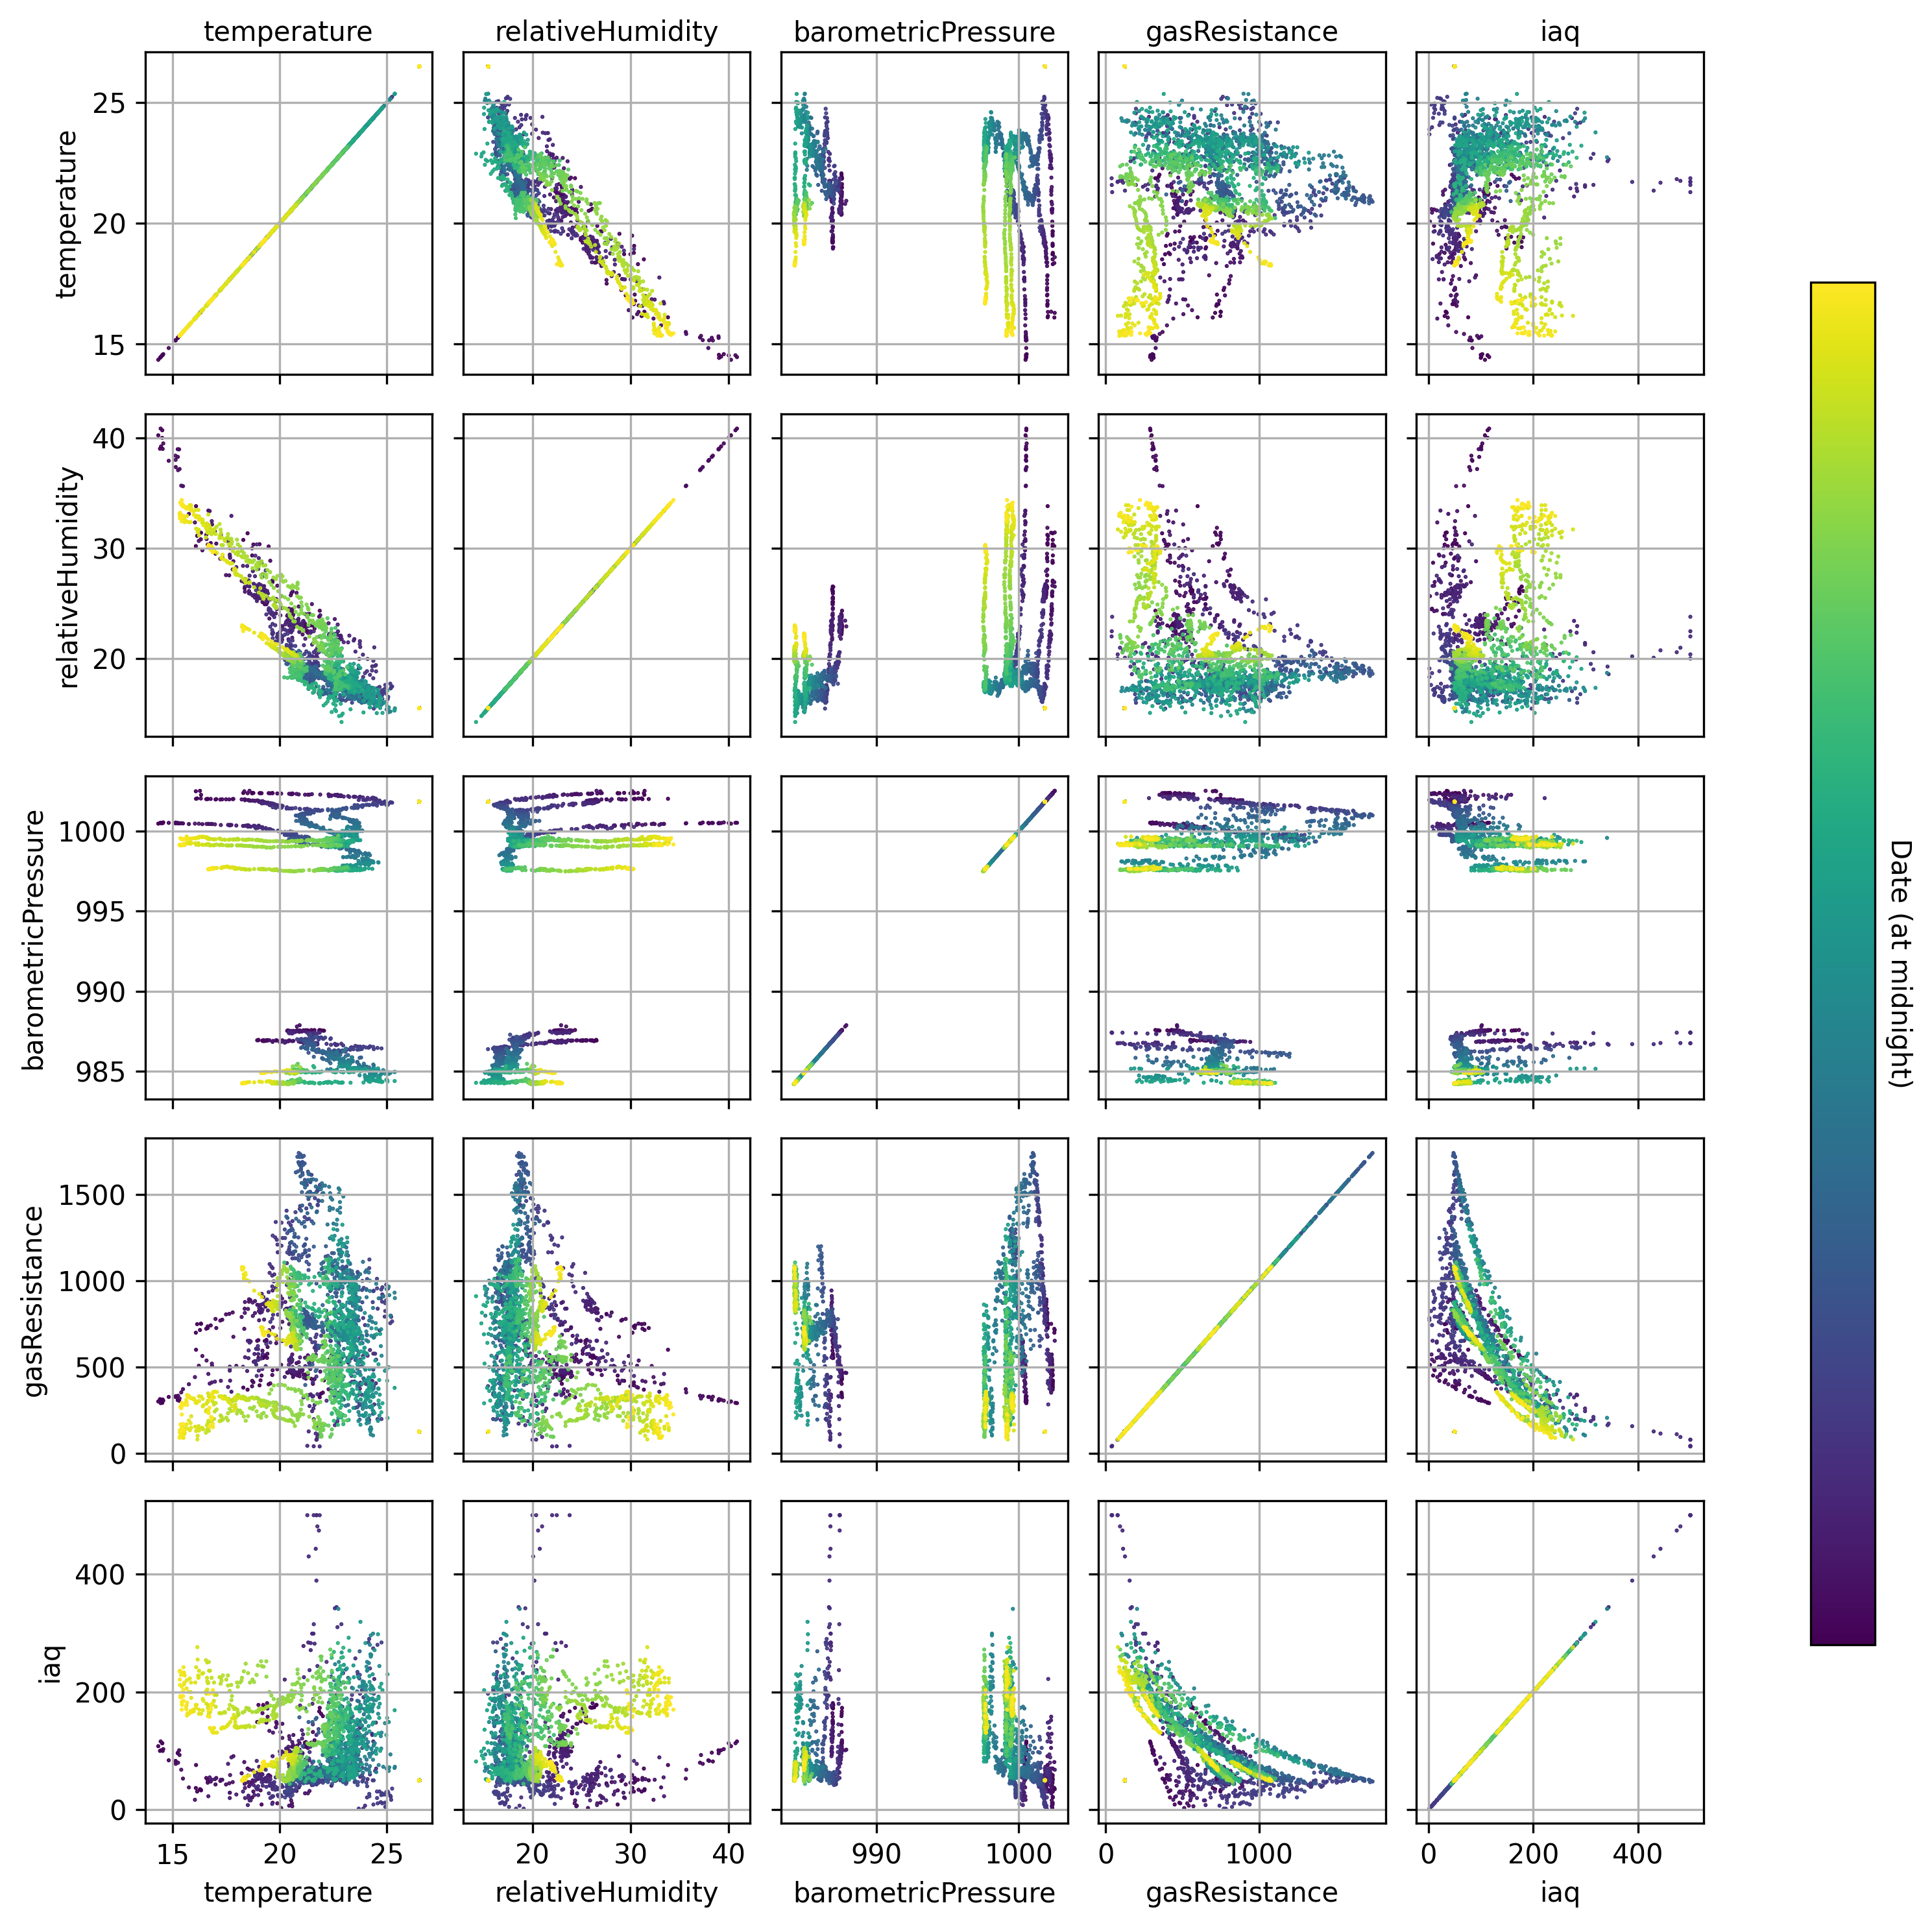 temperature relativeHumidity barometricPressure gasResistance iaq
temperature
25
20
15
relativeHumidity
40
30
20
barometricPressure
1000
995
990
985
gasResistance
1500
1000
500
0
iaq
400
200
0
15 20 25 20 30 40 990 1000 0 1000 0 200 400
temperature relativeHumidity barometricPressure gasResistance iaq
Date (at midnight)